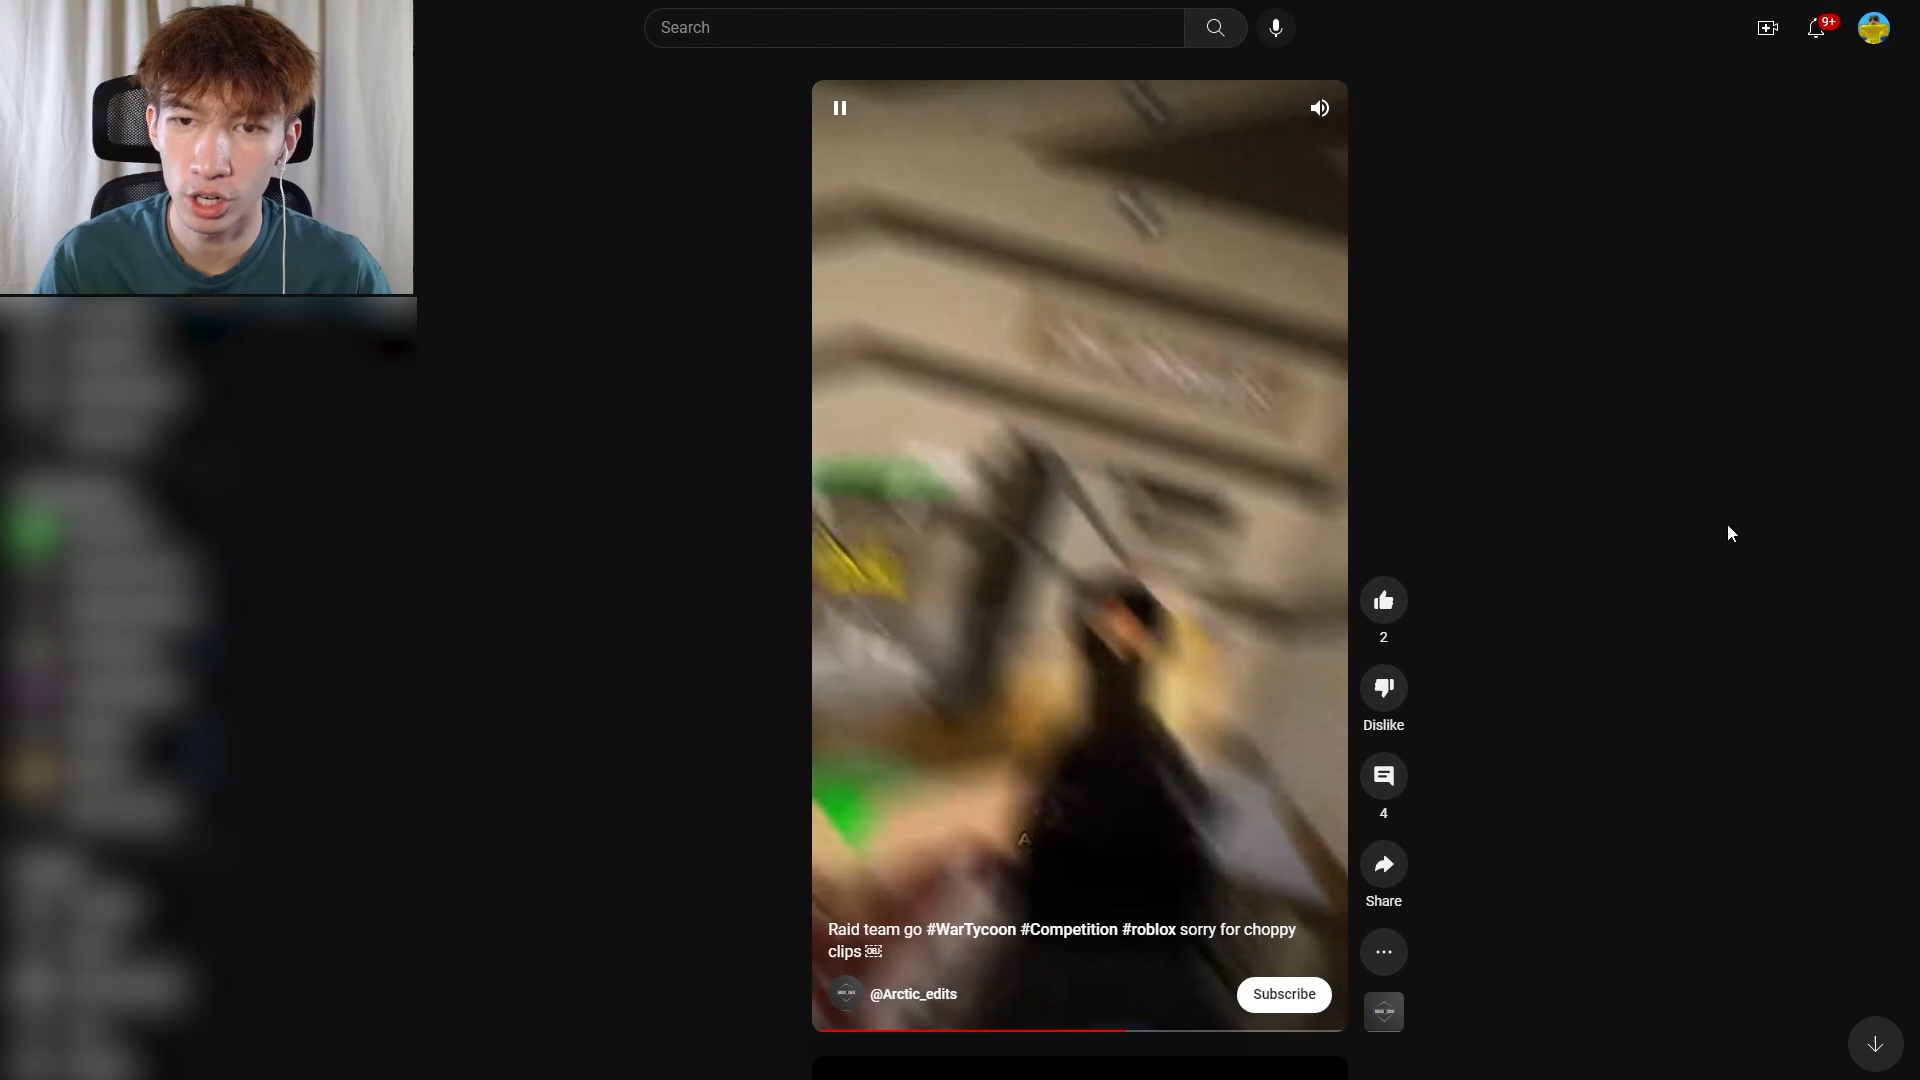 Search
9+
2
Dislike
4
Share
Raid team go #WarTycoon #Competition #roblox sorry for choppy
clips
@Arctic_edits
Subscribe